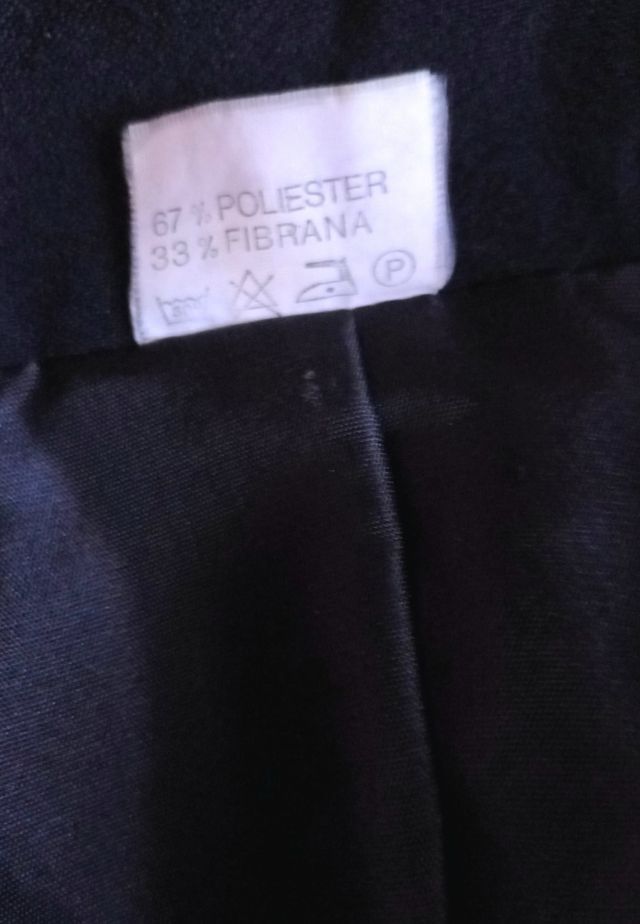 67 % POLIESTER
33 % FIBRANA
P